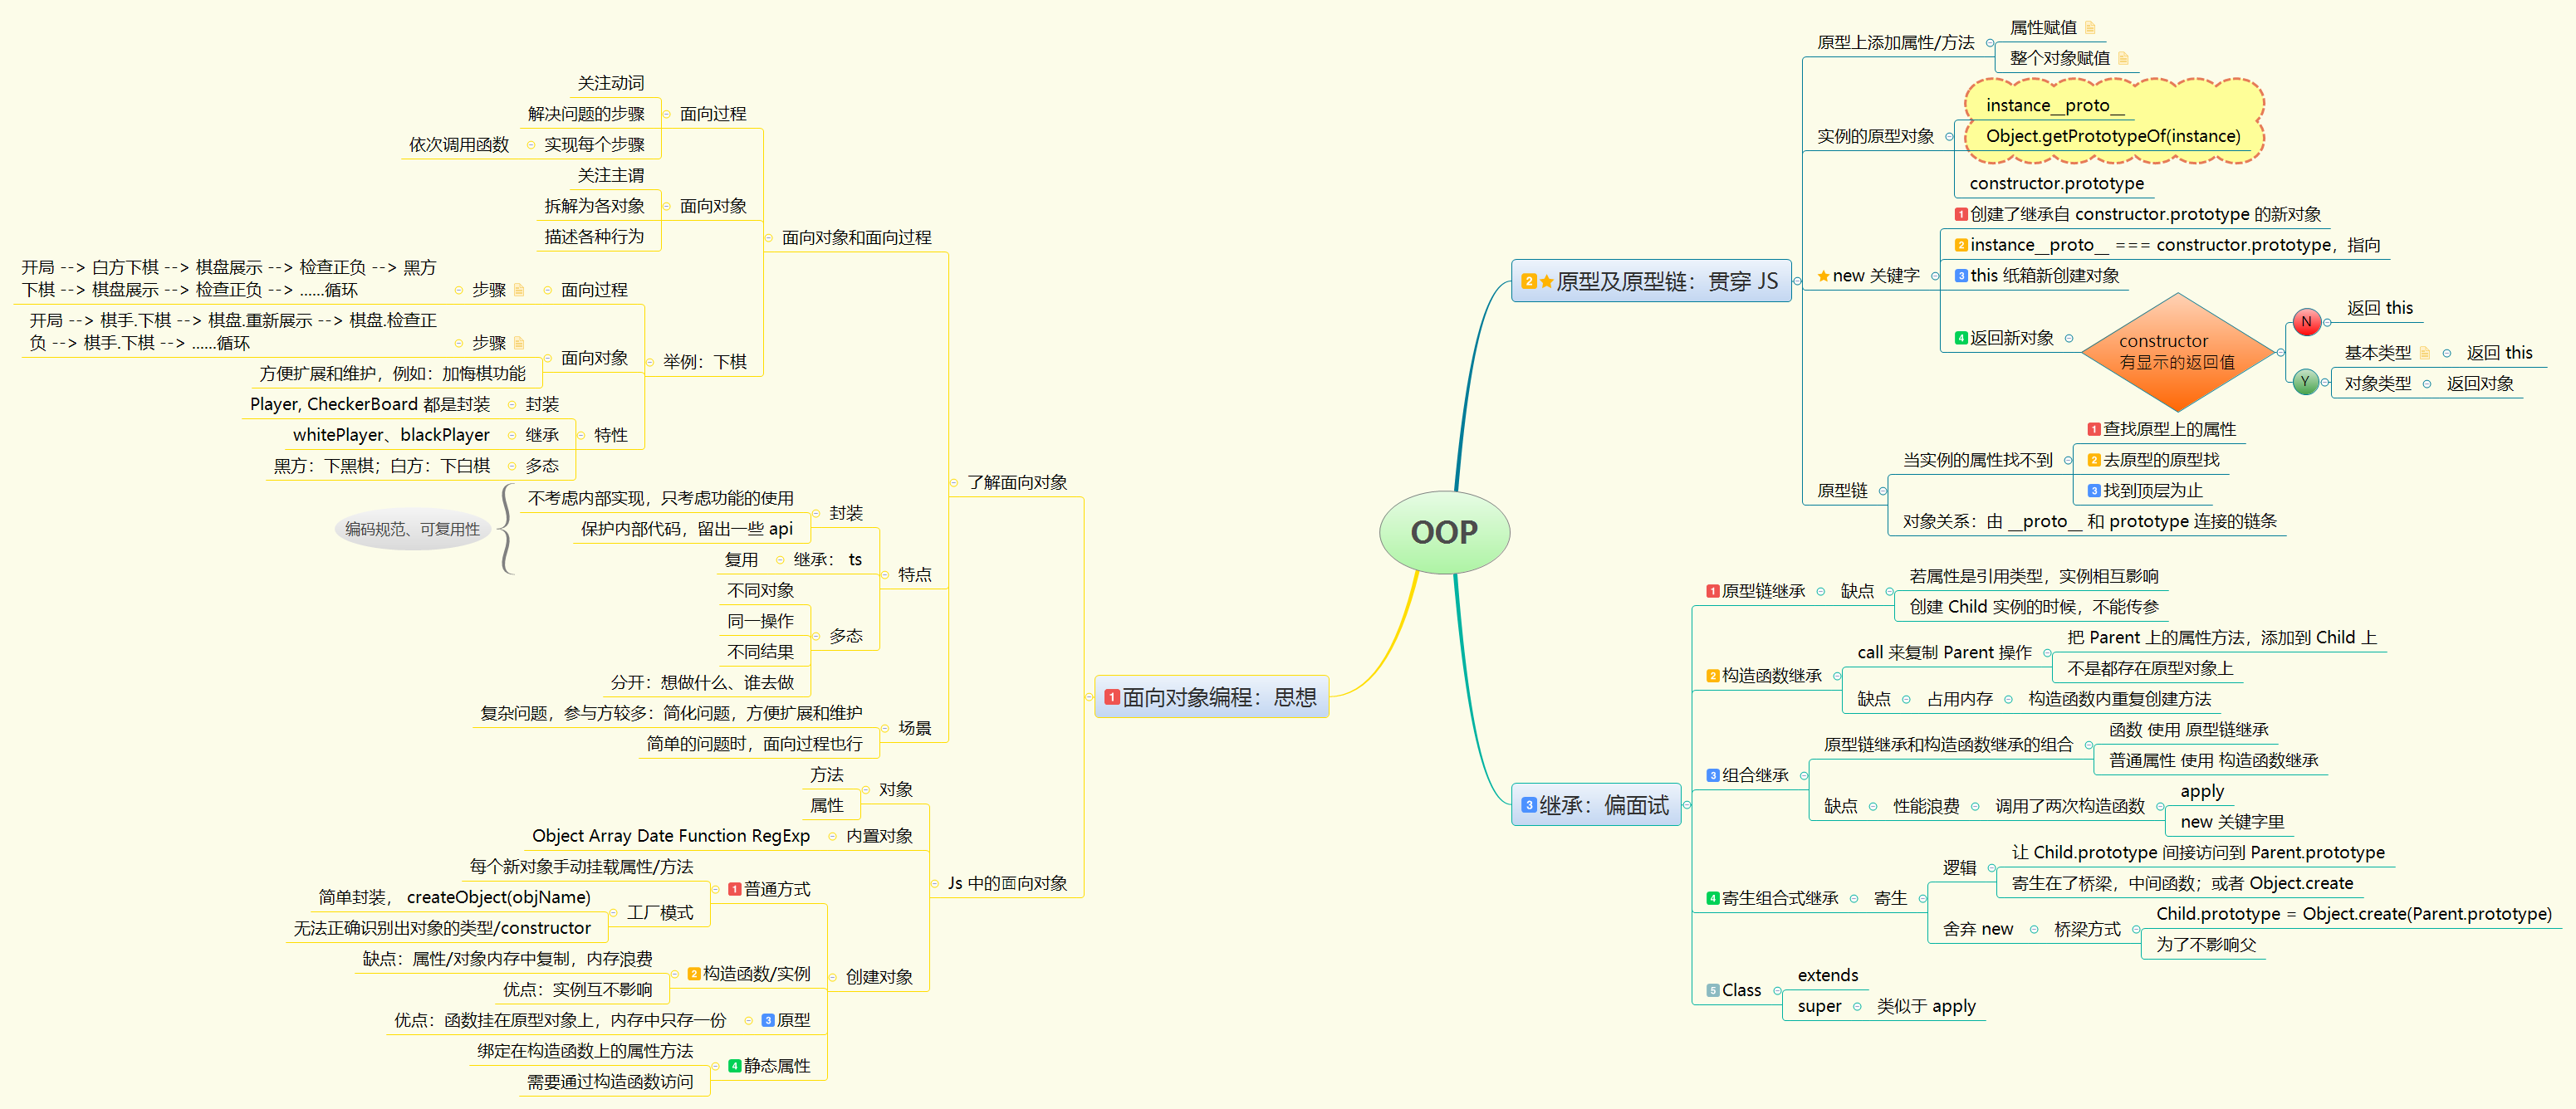 OOP
1 面向对象编程：思想
了解面向对象
面向对象和面向过程
面向过程
关注动词
解决问题的步骤
实现每个步骤
依次调用函数
面向对象
关注主谓
拆解为各对象
描述各种行为
举例：下棋
面向过程
步骤
开局 --> 白方下棋 --> 棋盘展示 --> 检查正负 --> 黑方
下棋 --> 棋盘展示 --> 检查正负 --> ......循环
面向对象
步骤
开局 --> 棋手.下棋 --> 棋盘.重新展示 --> 棋盘.检查正
负 --> 棋手.下棋 --> ......循环
方便扩展和维护，例如：加悔棋功能
特性
封装
Player, CheckerBoard 都是封装
继承
whitePlayer、blackPlayer
多态
黑方：下黑棋；白方：下白棋
特点
封装
不考虑内部实现，只考虑功能的使用
保护内部代码，留出一些 api
继承： ts
复用
多态
不同对象
同一操作
不同结果
分开：想做什么、谁去做
编码规范、可复用性
场景
复杂问题，参与方较多：简化问题，方便扩展和维护
简单的问题时，面向过程也行
Js 中的面向对象
对象
方法
属性
内置对象
Object Array Date Function RegExp
创建对象
1 普通方式
每个新对象手动挂载属性/方法
工厂模式
简单封装， createObject(objName)
无法正确识别出对象的类型/constructor
2 构造函数/实例
缺点：属性/对象内存中复制，内存浪费
优点：实例互不影响
3 原型
优点：函数挂在原型对象上，内存中只存一份
4 静态属性
绑定在构造函数上的属性方法
需要通过构造函数访问
2 原型及原型链：贯穿 JS
原型上添加属性/方法
属性赋值
整个对象赋值
实例的原型对象
instance__proto__
Object.getPrototypeOf(instance)
constructor.prototype
new 关键字
1 创建了继承自 constructor.prototype 的新对象
2 instance__proto__ === constructor.prototype，指向
3 this 纸箱新创建对象
4 返回新对象
constructor
有显示的返回值
N
返回 this
Y
基本类型
返回 this
对象类型
返回对象
原型链
当实例的属性找不到
1 查找原型上的属性
2 去原型的原型找
3 找到顶层为止
对象关系：由 __proto__ 和 prototype 连接的链条
3 继承：偏面试
1 原型链继承
缺点
若属性是引用类型，实例相互影响
创建 Child 实例的时候，不能传参
2 构造函数继承
call 来复制 Parent 操作
把 Parent 上的属性方法，添加到 Child 上
不是都存在原型对象上
缺点
占用内存
构造函数内重复创建方法
3 组合继承
原型链继承和构造函数继承的组合
函数 使用 原型链继承
普通属性 使用 构造函数继承
缺点
性能浪费
调用了两次构造函数
apply
new 关键字里
4 寄生组合式继承
寄生
逻辑
让 Child.prototype 间接访问到 Parent.prototype
寄生在了桥梁，中间函数；或者 Object.create
舍弃 new
桥梁方式
Child.prototype = Object.create(Parent.prototype)
为了不影响父
5 Class
extends
super
类似于 apply